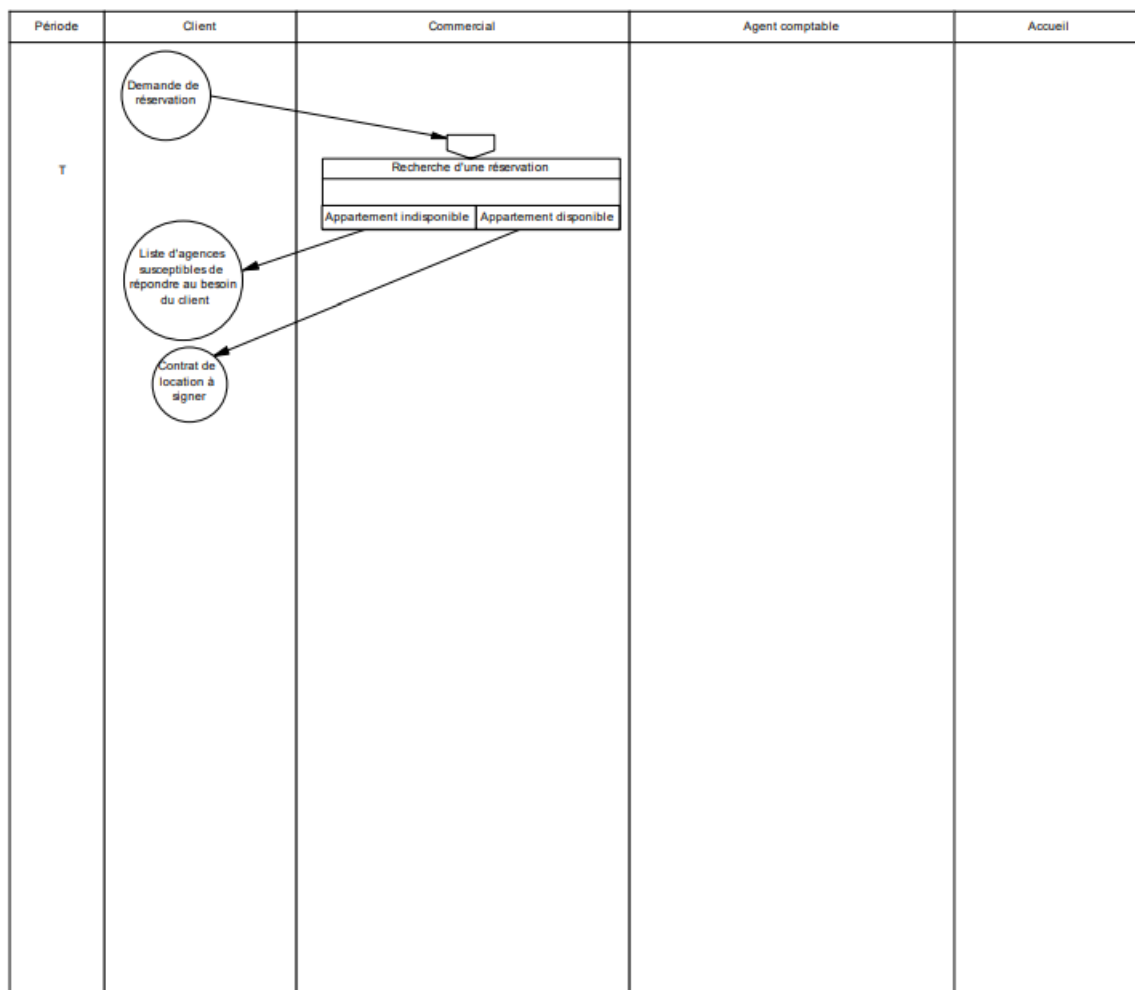 Période
Client
Commercial
Agent comptable
Accueil
Demande de
réservation
T
Recherche d'une réservation
Appartement indisponible
Appartement disponible
Liste d'agences
susceptibles de
répondre au besoin
du client
Contrat de
location à
signer